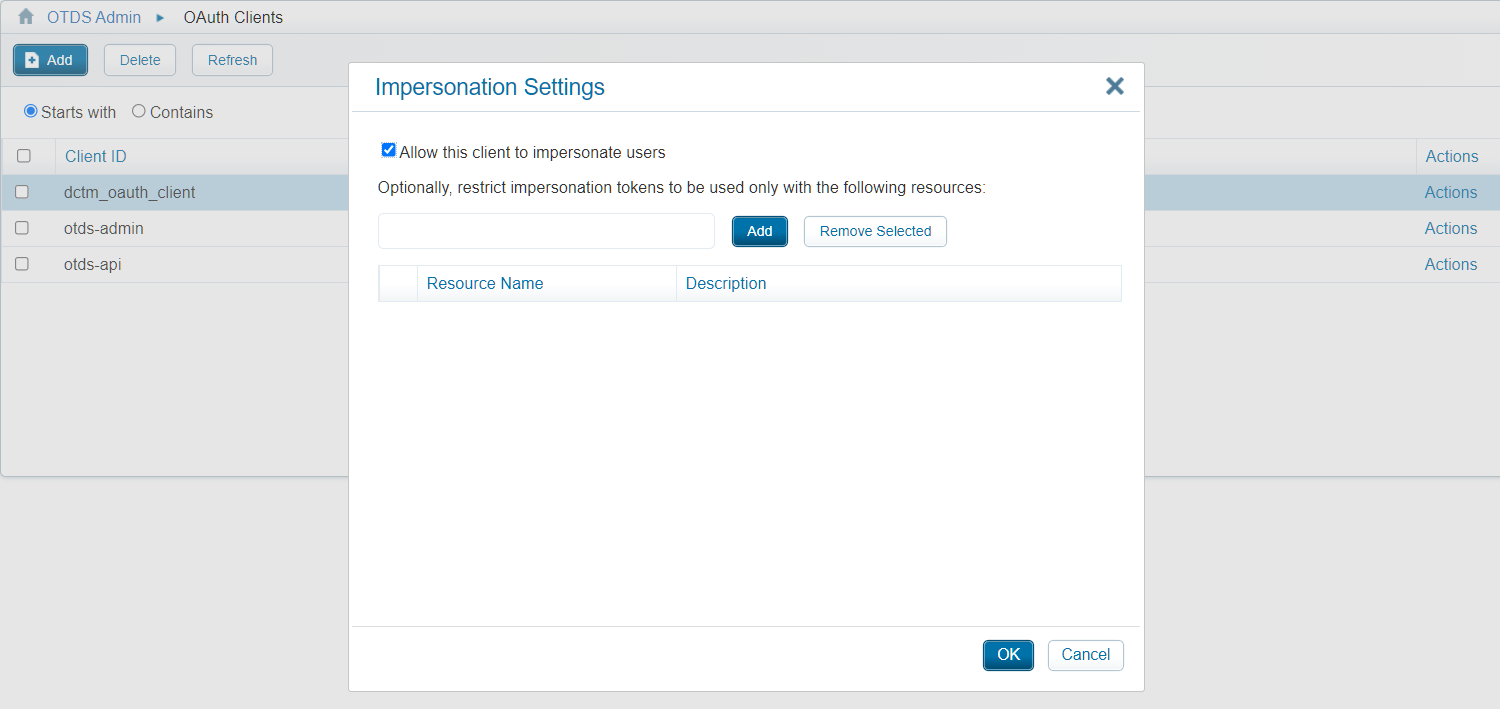 OTDS Admin ▸ OAuth Clients
Add Delete Refresh
Starts with Contains
Client ID Actions
dctm_oauth_client Actions
otds-admin Actions
otds-api Actions
Impersonation Settings
Allow this client to impersonate users
Optionally, restrict impersonation tokens to be used only with the following resources:
Add Remove Selected
Resource Name Description
OK Cancel